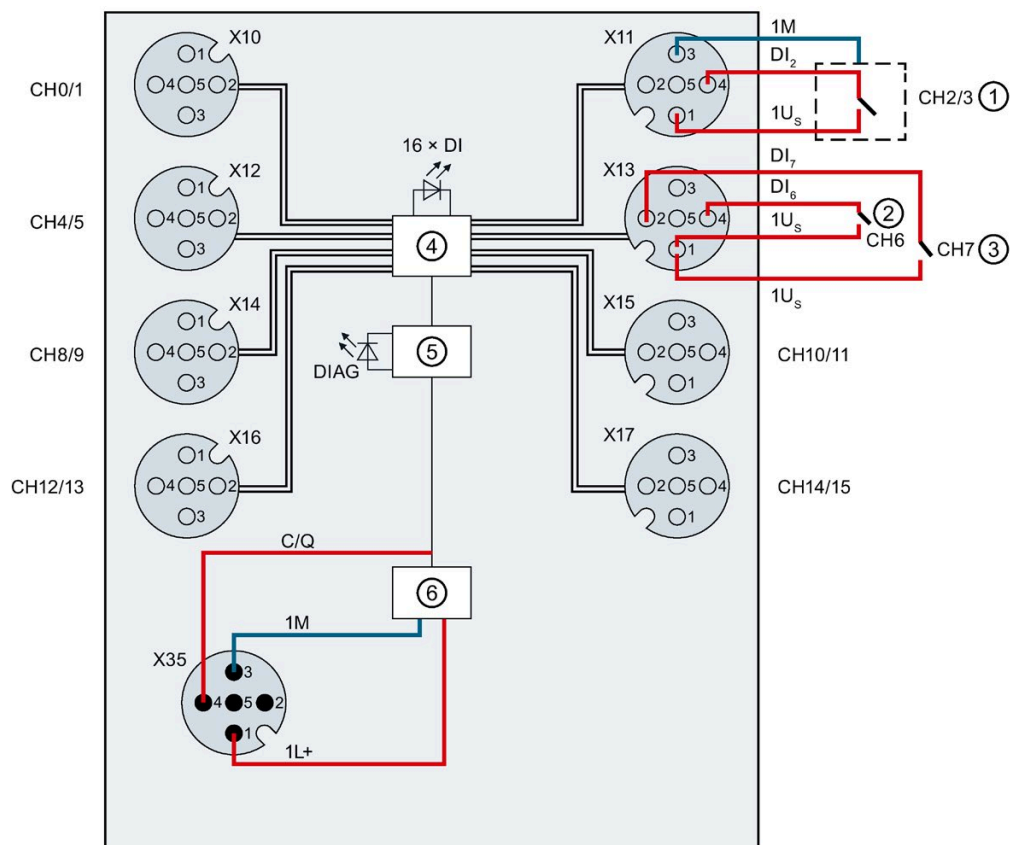 X10
1
4 5 2
3
CH0/1
X11
3
2 5 4
1
1M
DI2
1US
CH2/3 1
16 × DI
X12
1
4 5 2
3
CH4/5
X13
3
2 5 4
1
DI7
DI6
1US
2
CH6
CH7 3
1US
4
X14
1
4 5 2
3
CH8/9
5
DIAG
X15
3
2 5 4
1
CH10/11
X16
1
4 5 2
3
CH12/13
X17
3
2 5 4
1
CH14/15
C/Q
6
1M
X35
3
4 5 2
1
1L+